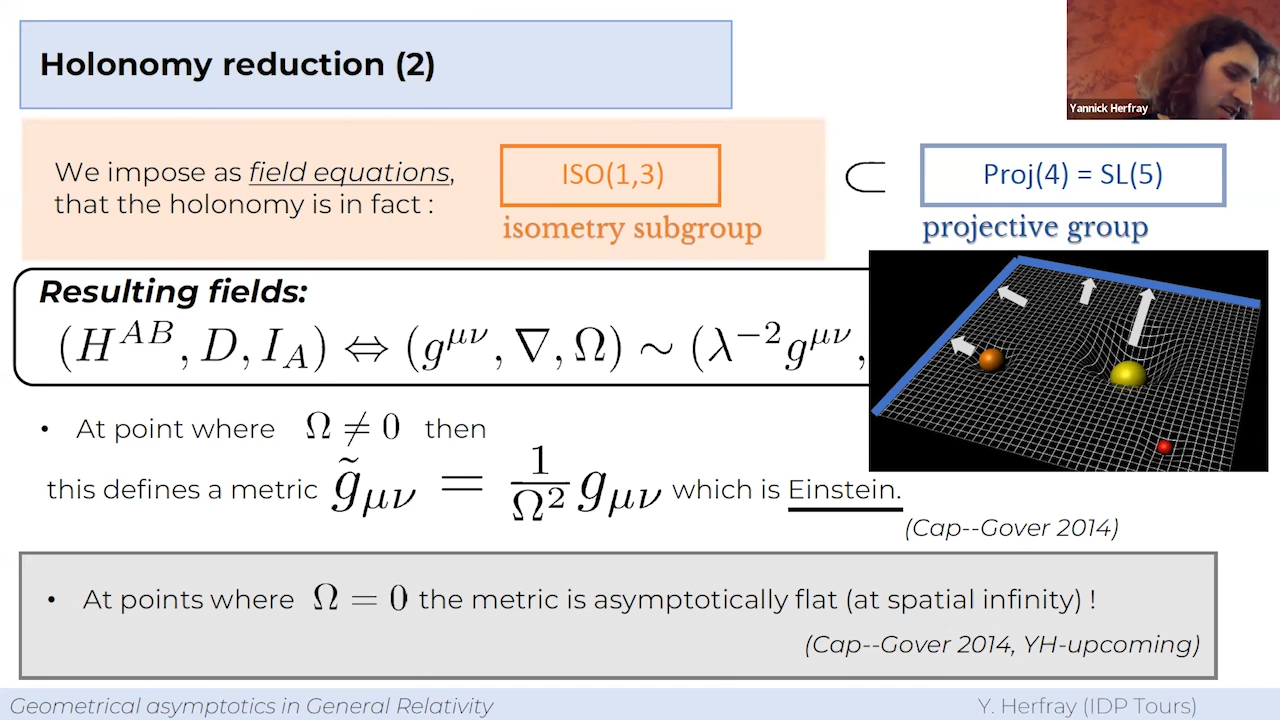 Holonomy reduction (2)
Yannick Herfray
We impose as field equations,
that the holonomy is in fact :
ISO(1,3)
isometry subgroup
⊂
Proj(4) = SL(5)
projective group
Resulting fields:
(H^{AB}, D, I_A) ⇔ (g^{μν}, ∇, Ω) ∼ (λ^{−2}g^{μν},
• At point where Ω ≠ 0 then
this defines a metric g̃_{μν} = \frac{1}{Ω^2} g_{μν} which is Einstein.
(Cap--Gover 2014)
• At points where Ω = 0 the metric is asymptotically flat (at spatial infinity) !
(Cap--Gover 2014, YH-upcoming)
Geometrical asymptotics in General Relativity
Y. Herfray (IDP Tours)